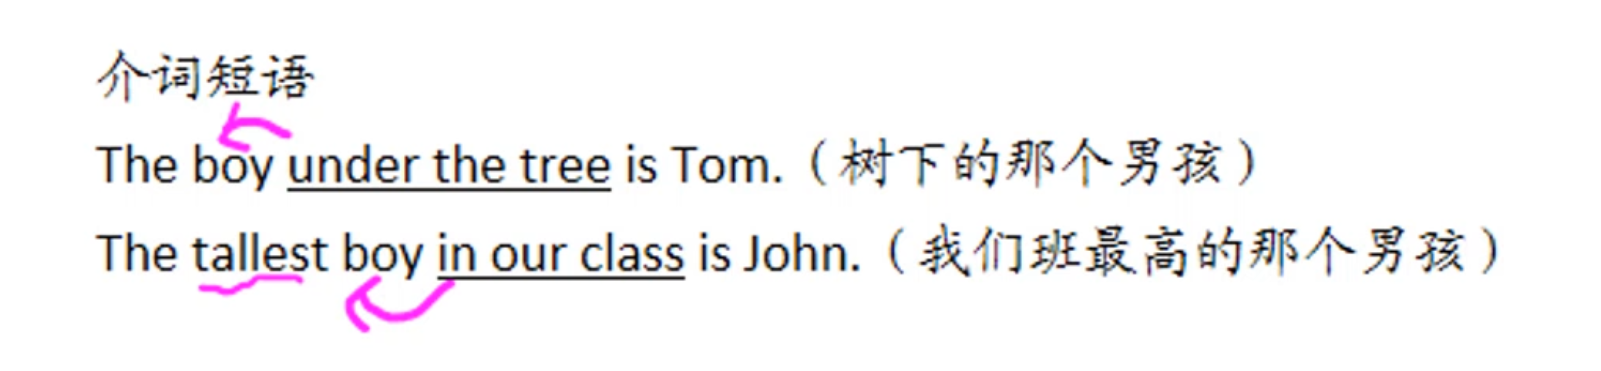 介词短语
The boy under the tree is Tom.（树下的那个男孩）
The tallest boy in our class is John.（我们班最高的那个男孩）